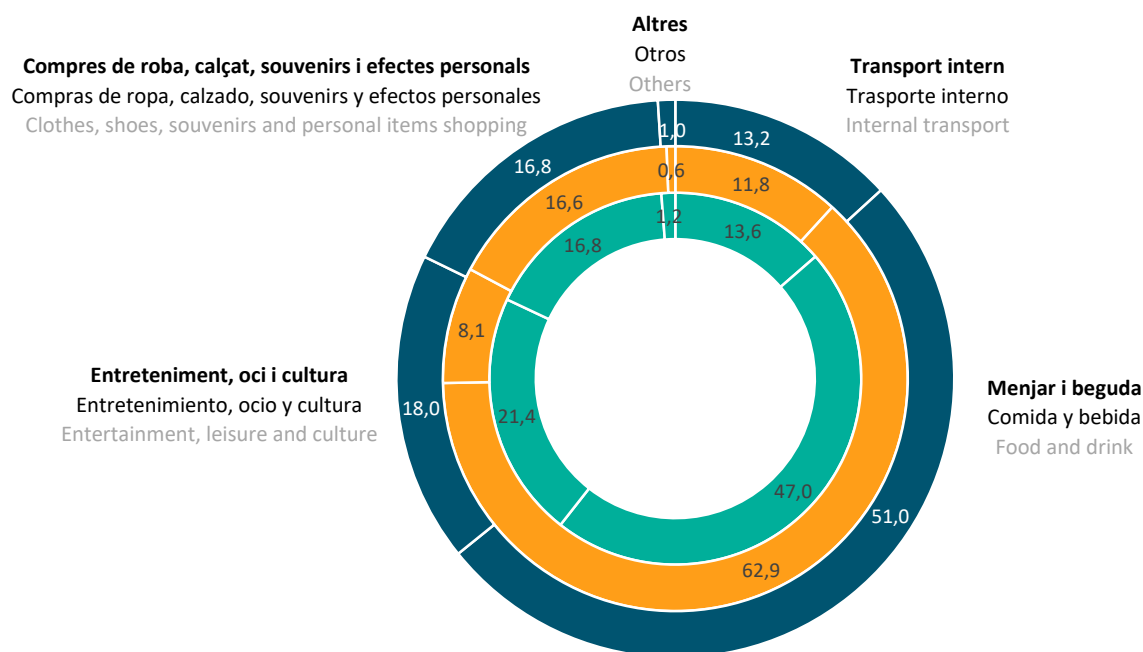 Altres
Otros
Others
Compres de roba, calçat, souvenirs i efectes personals
Compras de ropa, calzado, souvenirs y efectos personales
Clothes, shoes, souvenirs and personal items shopping
Transport intern
Trasporte interno
Internal transport
1,0
13,2
16,8
0,6
11,8
16,6
1,2
13,6
16,8
8,1
Entreteniment, oci i cultura
Entretenimiento, ocio y cultura
Entertainment, leisure and culture
18,0
21,4
Menjar i beguda
Comida y bebida
Food and drink
47,0
51,0
62,9